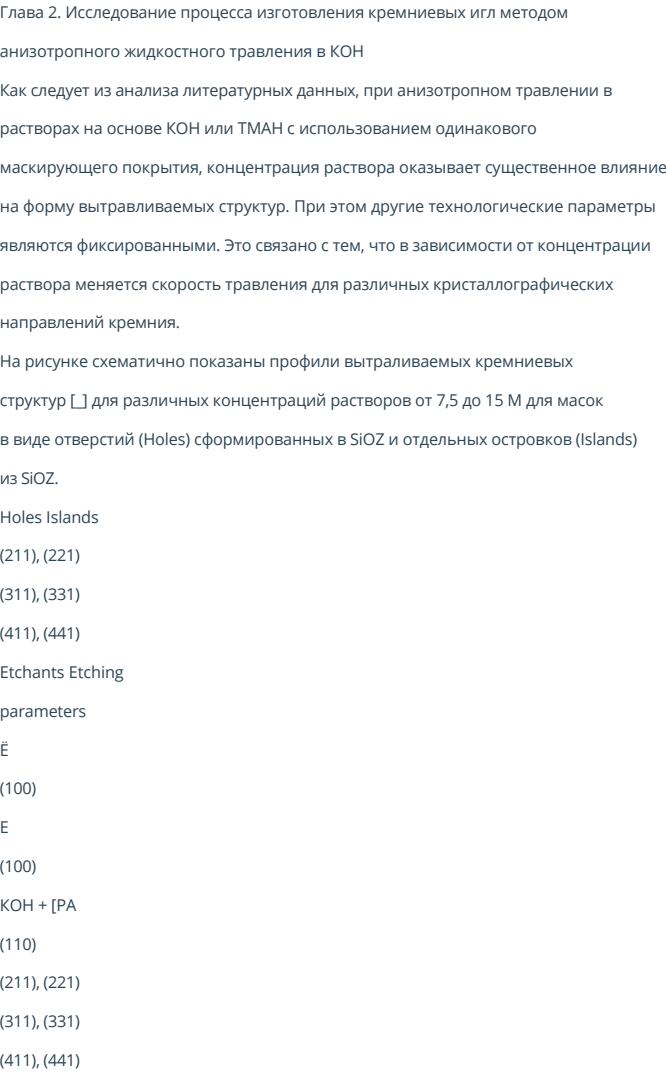 Глава 2. Исследование процесса изготовления кремниевых игл методом
анизотропного жидкостного травления в КОН
Как следует из анализа литературных данных, при анизотропном травлении в
растворах на основе КОН или ТМАН с использованием одинакового
маскирующего покрытия, концентрация раствора оказывает существенное влияние
на форму вытравливаемых структур. При этом другие технологические параметры
являются фиксированными. Это связано с тем, что в зависимости от концентрации
раствора меняется скорость травления для различных кристаллографических
направлений кремния.
На рисунке схематично показаны профили вытраливаемых кремниевых
структур [_] для различных концентраций растворов от 7,5 до 15 М для масок
в виде отверстий (Holes) сформированных в SiOZ и отдельных островков (Islands)
из SiOZ.
Holes Islands
(211), (221)
(311), (331)
(411), (441)
Etchants Etching
parameters
Ё
(100)
Е
(100)
КОН + [РА
(110)
(211), (221)
(311), (331)
(411), (441)